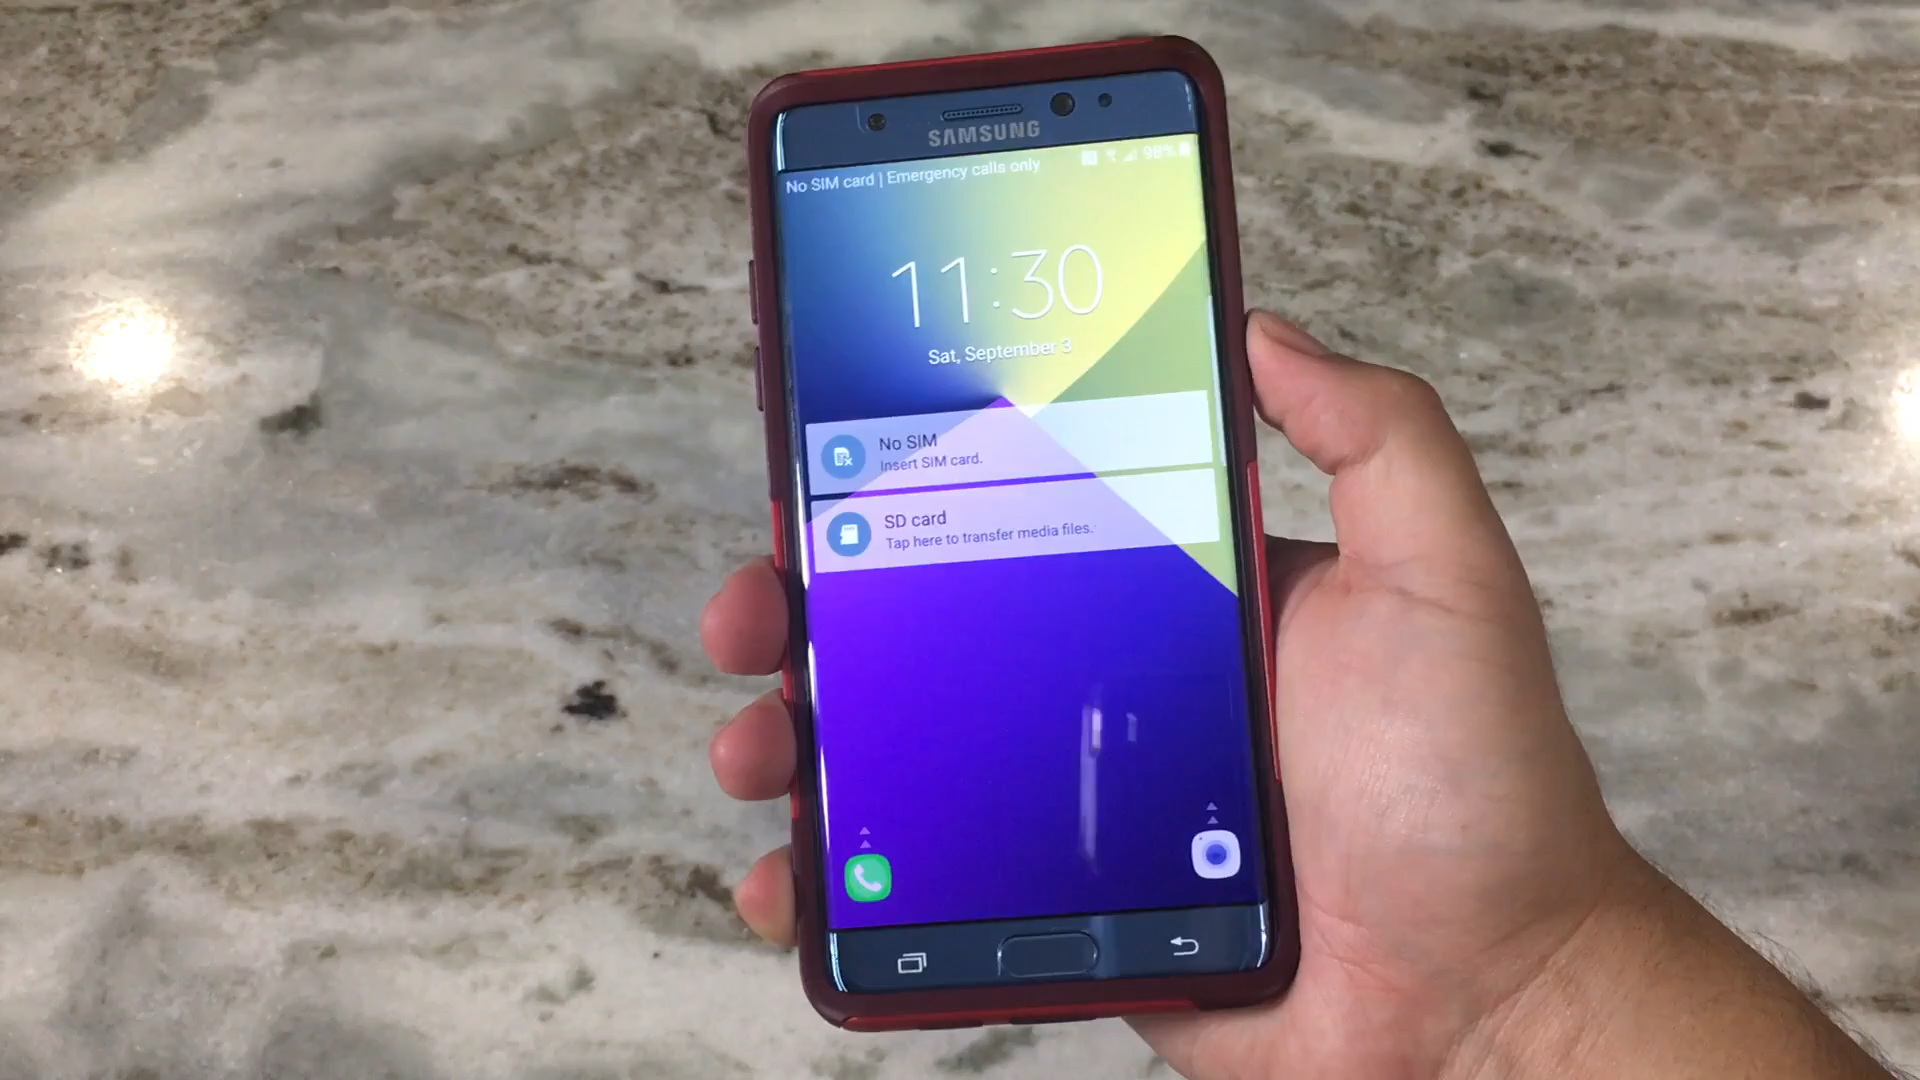 SAMSUNG
No SIM card | Emergency calls only 98%
11:30
Sat, September 3
No SIM
Insert SIM card.
SD card
Tap here to transfer media files.